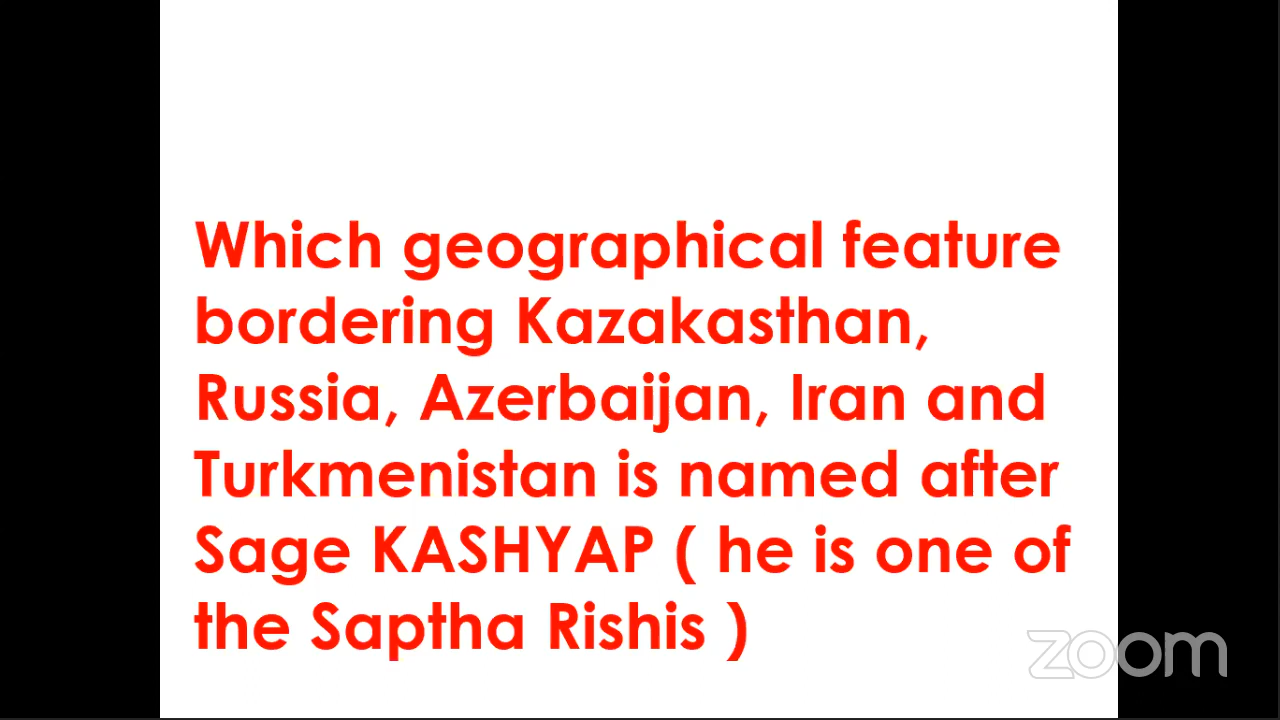 Which geographical feature
bordering Kazakasthan,
Russia, Azerbaijan, Iran and
Turkmenistan is named after
Sage KASHYAP ( he is one of
the Saptha Rishis )
zoom